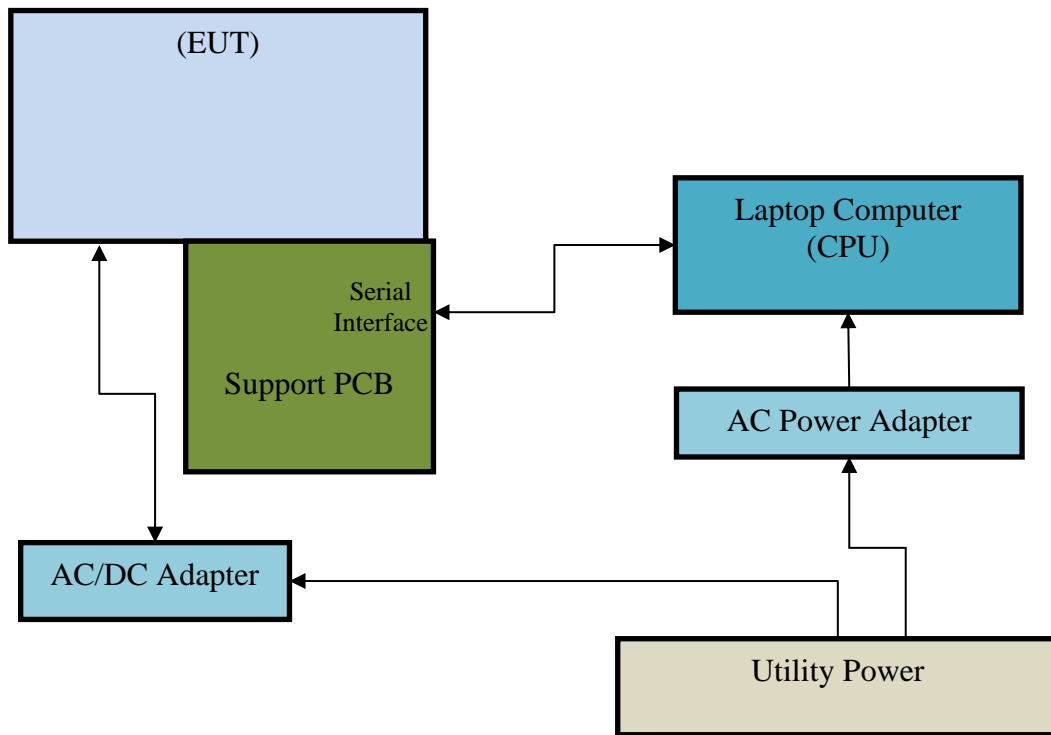 (EUT)
Laptop Computer
(CPU)
Serial
Interface
Support PCB
AC Power Adapter
AC/DC Adapter
Utility Power